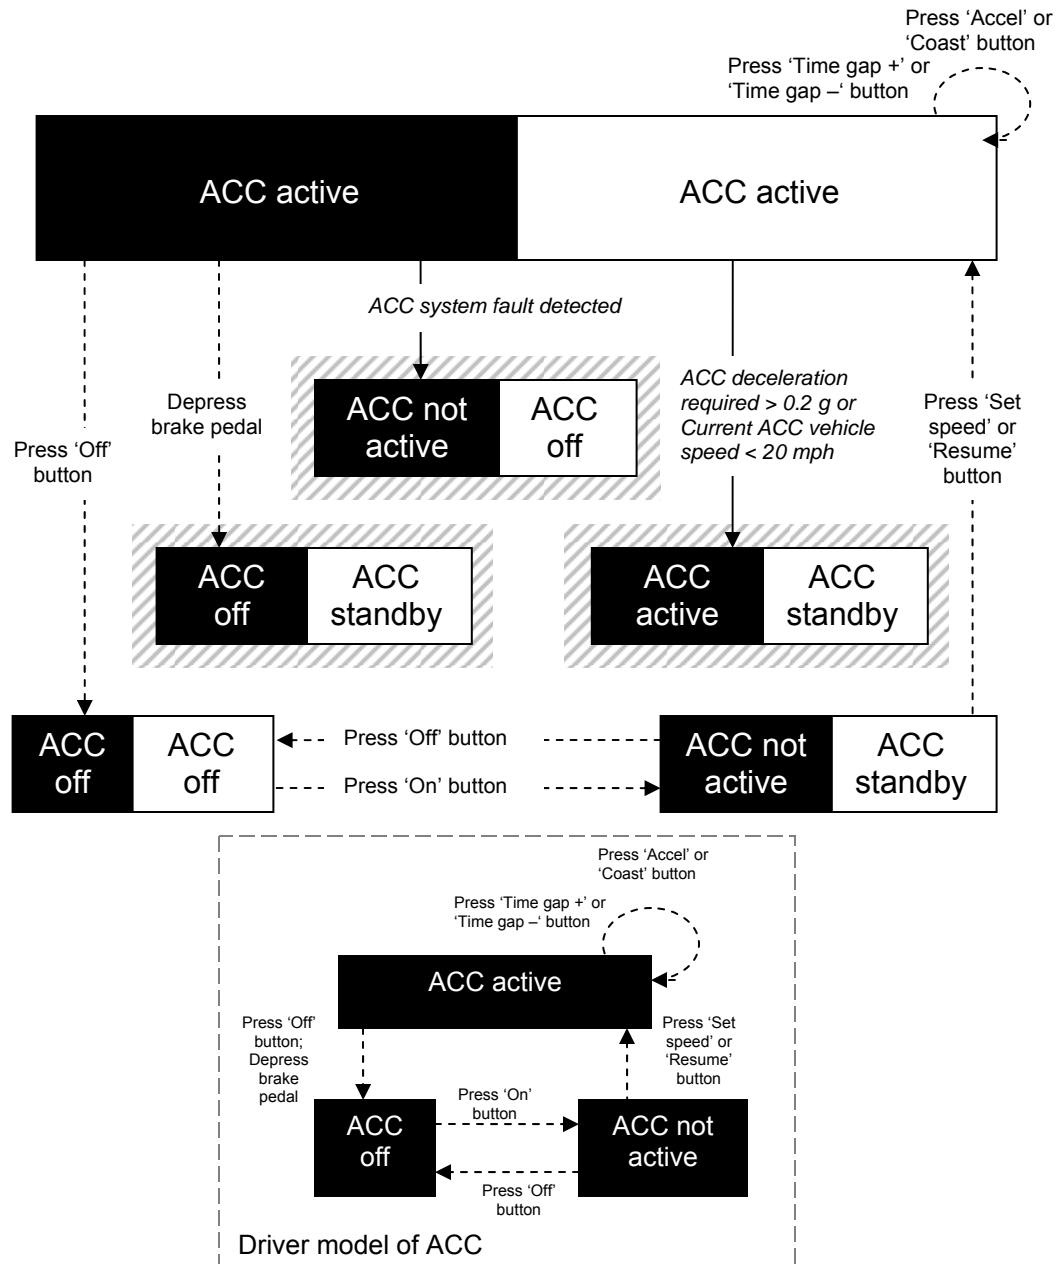 Press ‘Accel’ or
‘Coast’ button
Press ‘Time gap +’ or
‘Time gap –‘ button
ACC active
ACC active
ACC system fault detected
ACC not
active
ACC
off
Depress
brake pedal
ACC deceleration
required > 0.2 g or
Current ACC vehicle
speed < 20 mph
Press ‘Set
speed’ or
‘Resume’
button
Press ‘Off’
button
ACC
off
ACC
standby
ACC
active
ACC
standby
ACC
off
ACC
off
Press ‘Off’ button
Press ‘On’ button
ACC not
active
ACC
standby
Press ‘Accel’ or
‘Coast’ button
Press ‘Time gap +’ or
‘Time gap –‘ button
ACC active
Press ‘Off’
button;
Depress
brake
pedal
Press ‘Set
speed’ or
‘Resume’
button
Press ‘On’
button
ACC
off
ACC not
active
Press ‘Off’
button
Driver model of ACC